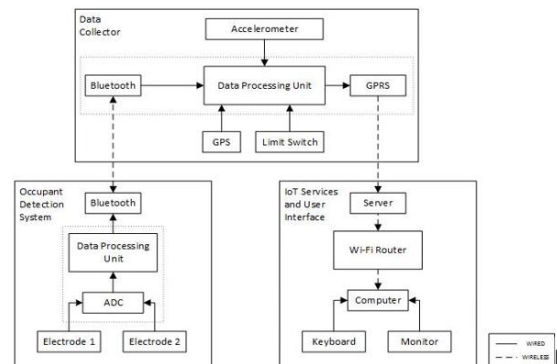 Data
Collector
Accelerometer
Bluetooth
Data Processing Unit
GPRS
GPS
Limit Switch
Occupant
Detection
System
Bluetooth
Data Processing
Unit
ADC
Electrode 1
Electrode 2
IoT Services
and User
Interface
Server
Wi-Fi Router
Computer
Keyboard
Monitor
WIRED
WIRELESS